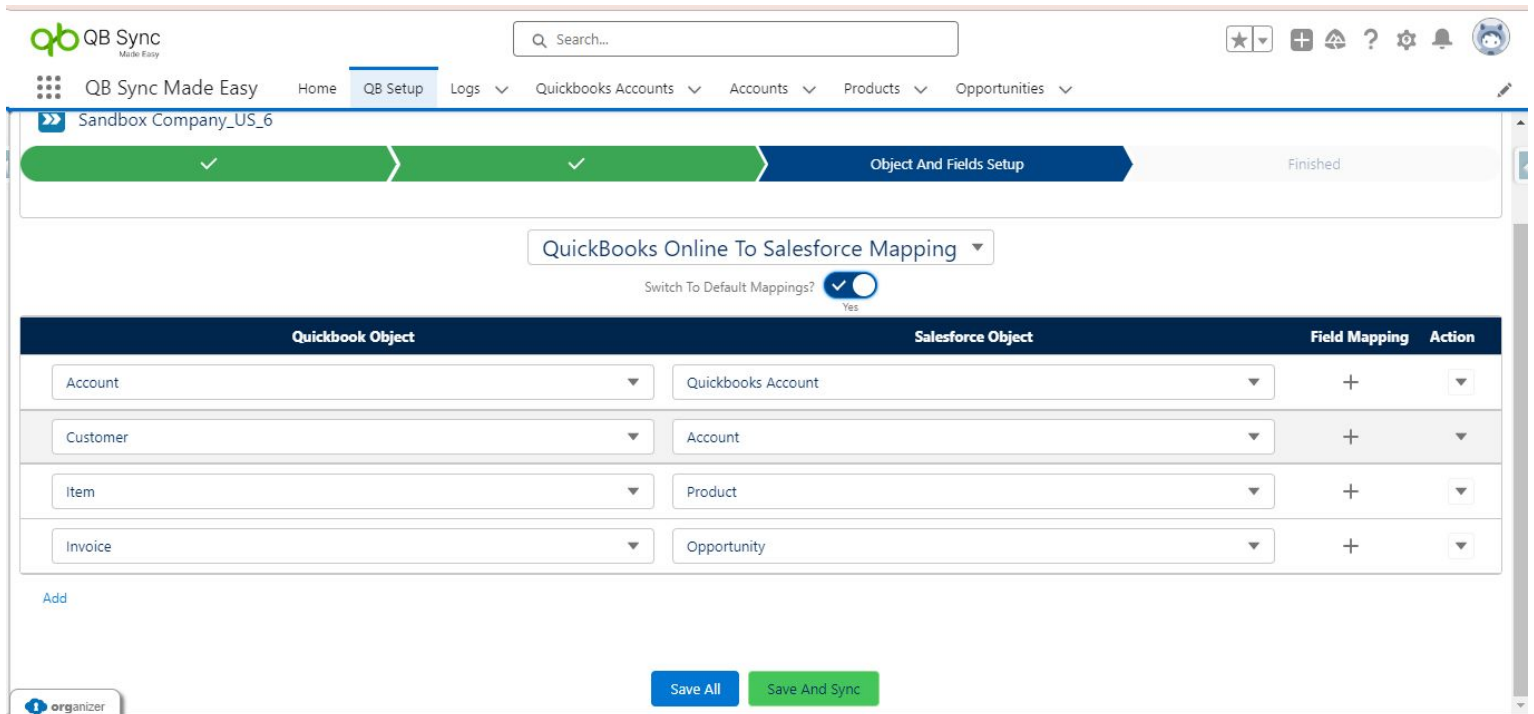 qb QB Sync
Made Easy
Search...
QB Sync Made Easy
Home
QB Setup
Logs
Quickbooks Accounts
Accounts
Products
Opportunities
Sandbox Company_US_6
Object And Fields Setup
Finished
QuickBooks Online To Salesforce Mapping
Switch To Default Mappings?
Yes
Quickbook Object
Salesforce Object
Field Mapping
Action
Account
Quickbooks Account
Customer
Account
Item
Product
Invoice
Opportunity
Add
Save All
Save And Sync
organizer